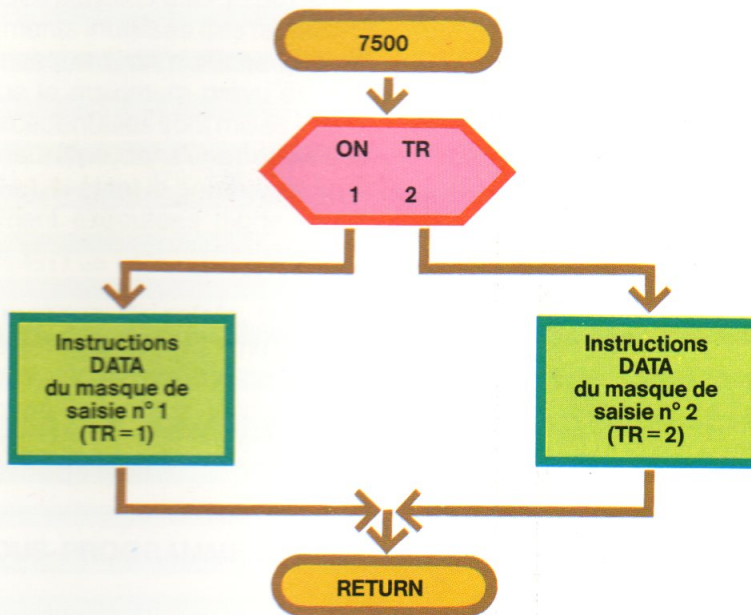 7500
ON TR
1 2
Instructions
DATA
du masque de
saisie n° 1
(TR = 1)
Instructions
DATA
du masque de
saisie n° 2
(TR = 2)
RETURN